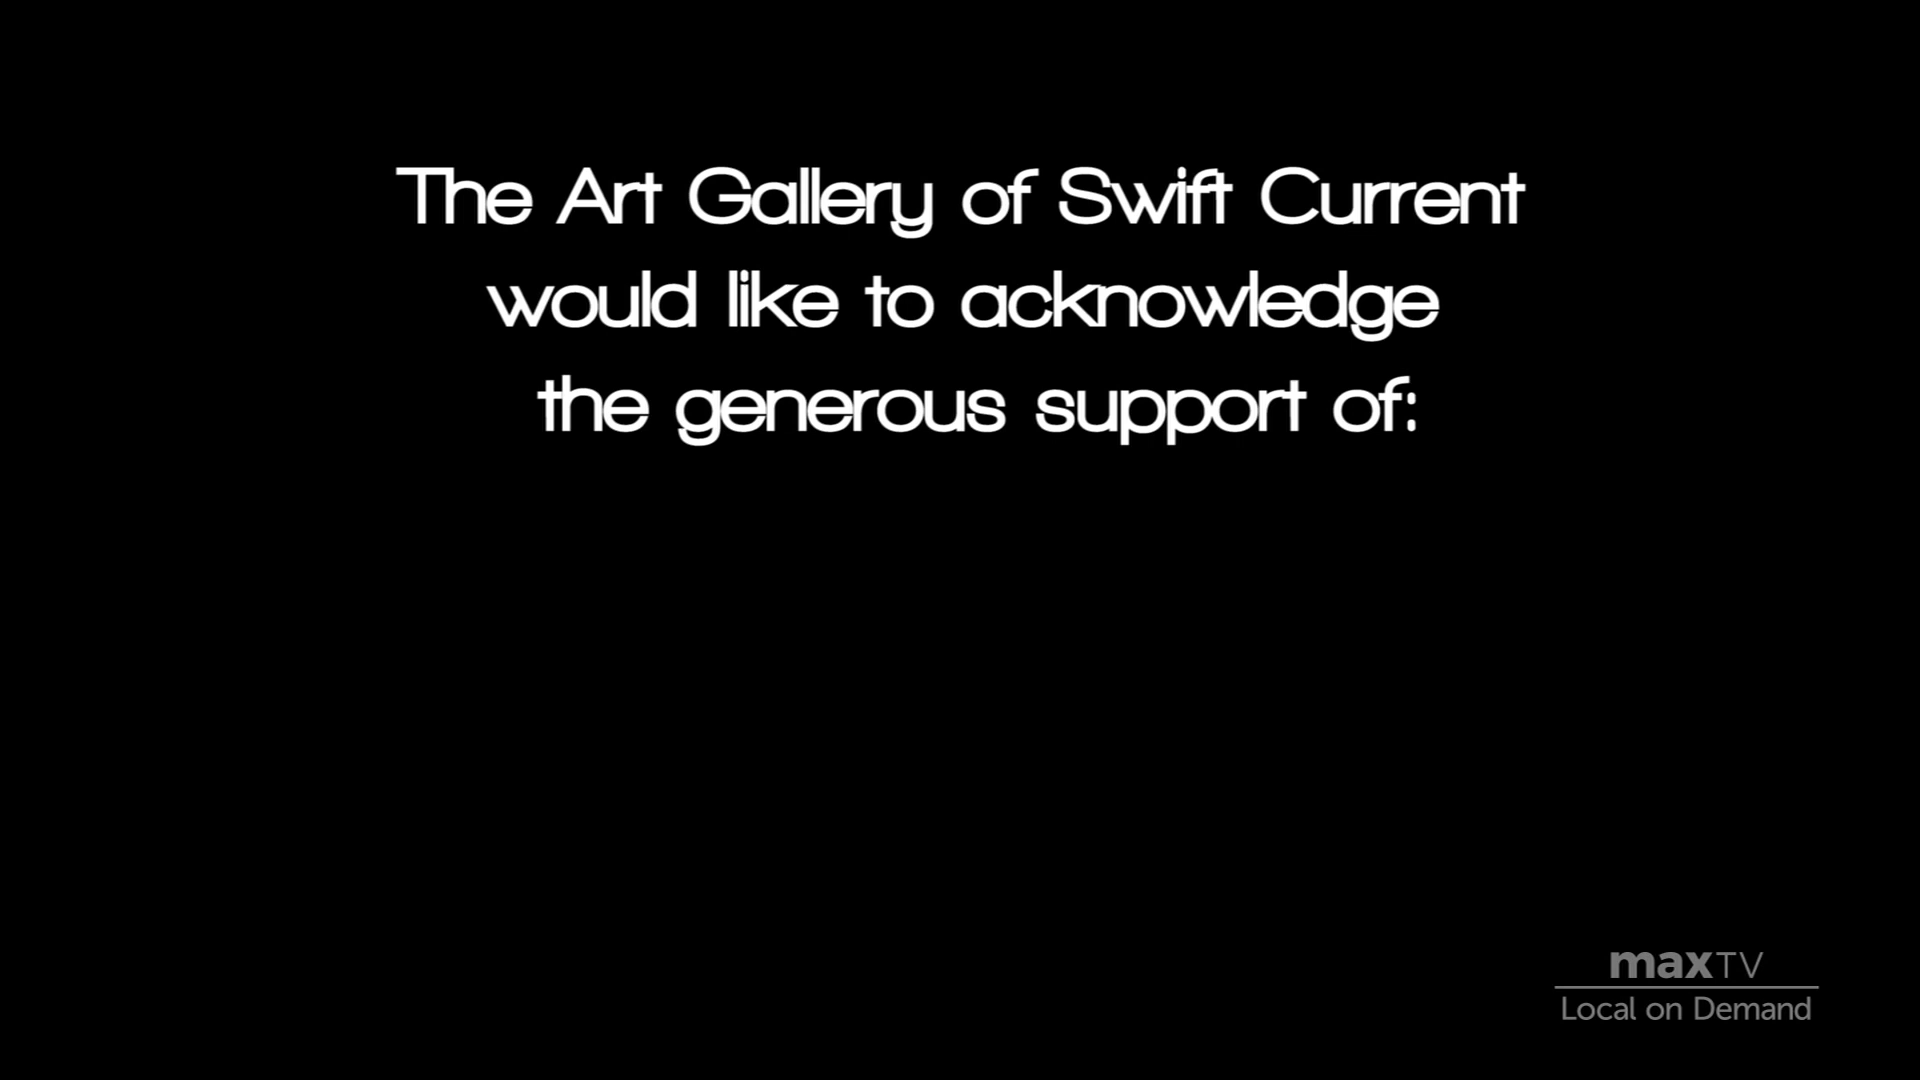 The Art Gallery of Swift Current
would like to acknowledge
the generous support of:
maxTV
Local on Demand